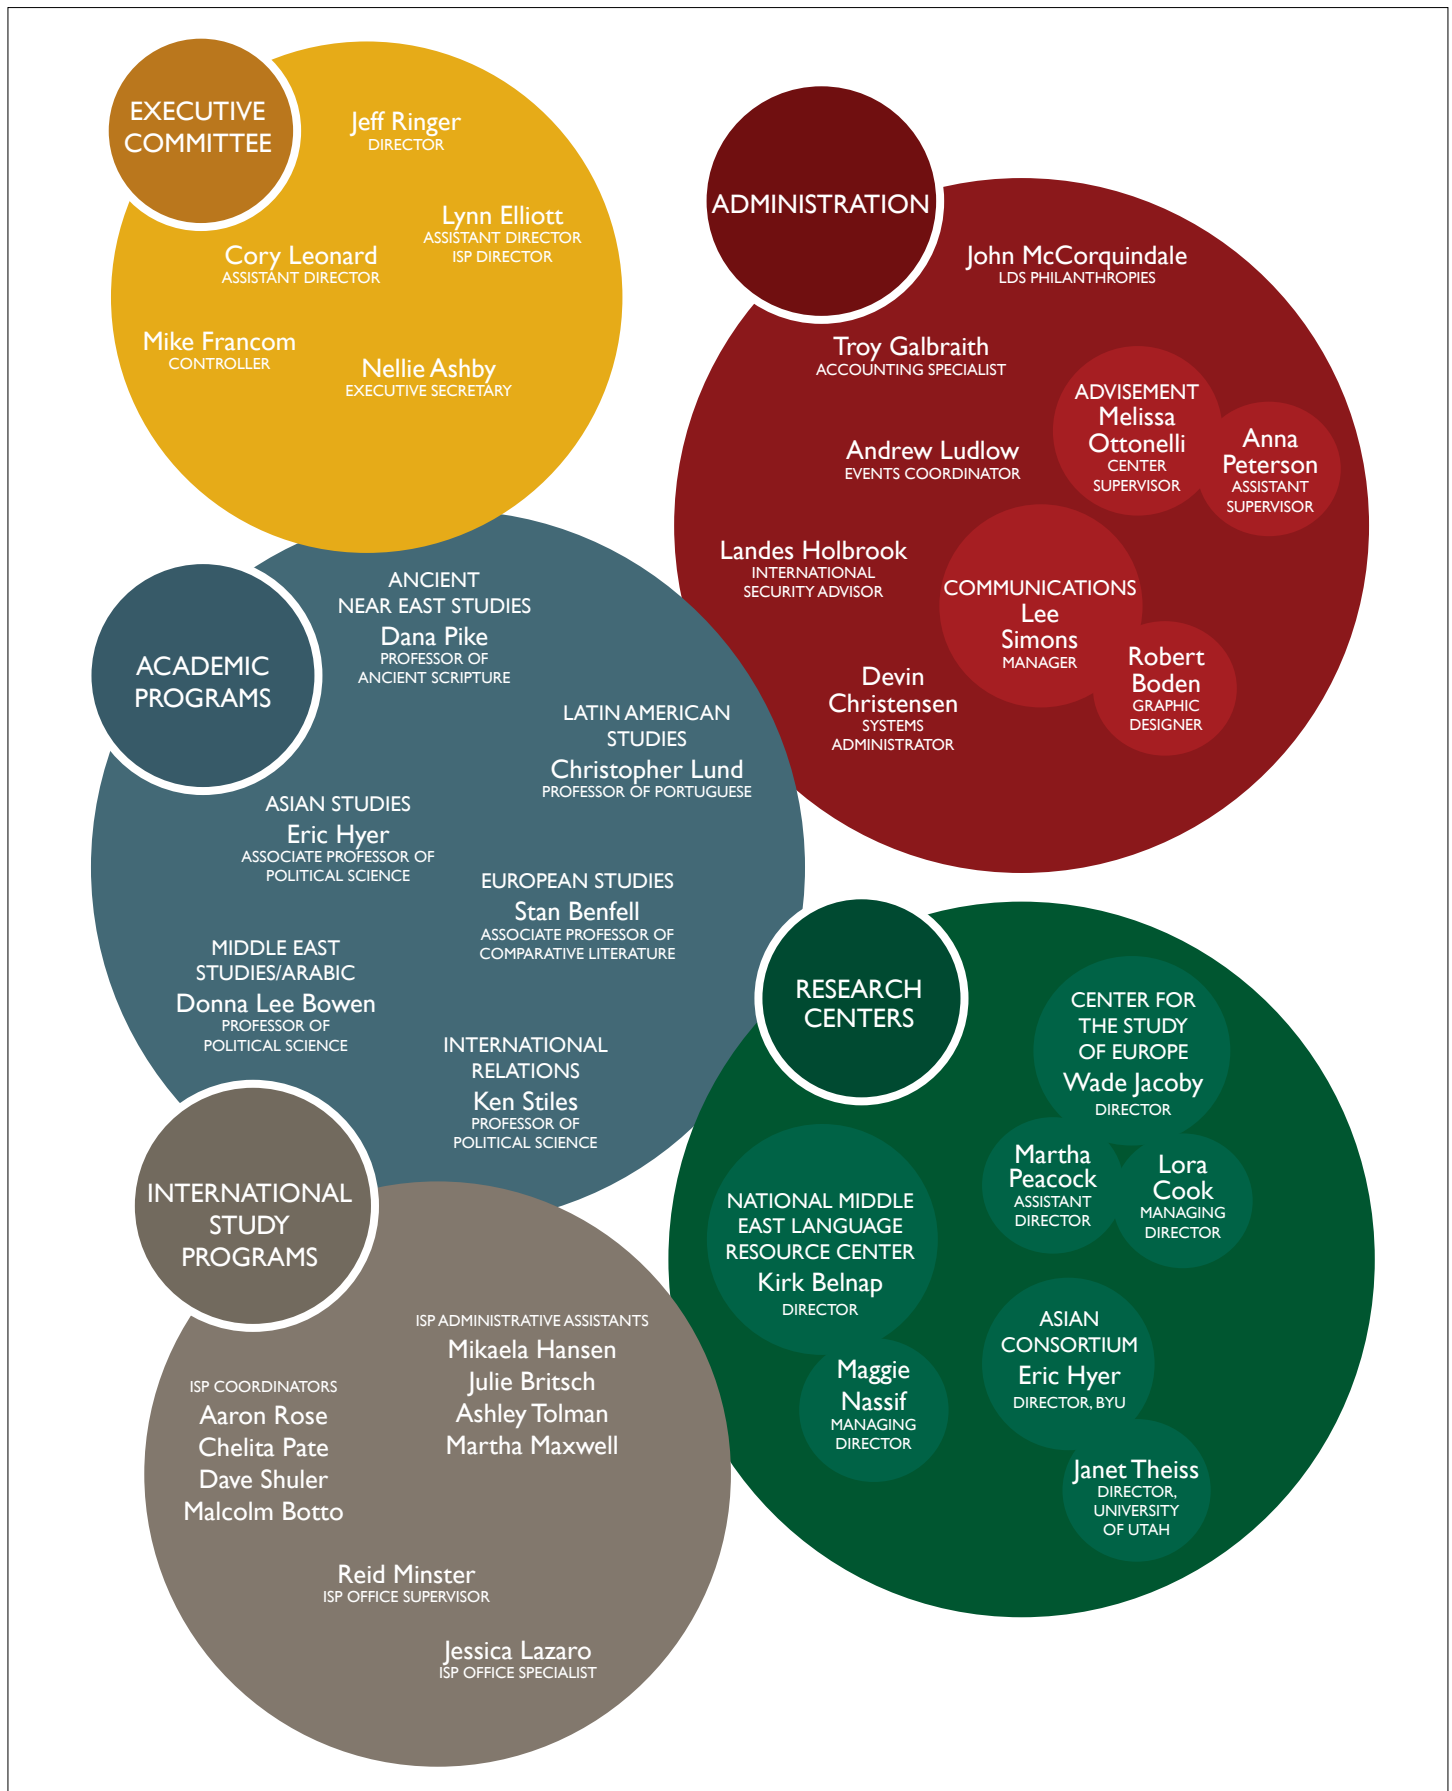 EXECUTIVE
COMMITTEE
Jeff Ringer
DIRECTOR
Lynn Elliott
ASSISTANT DIRECTOR
ISP DIRECTOR
Cory Leonard
ASSISTANT DIRECTOR
Mike Francom
CONTROLLER
Nellie Ashby
EXECUTIVE SECRETARY
ADMINISTRATION
John McCorquindale
LDS PHILANTHROPIES
Troy Galbraith
ACCOUNTING SPECIALIST
ADVISEMENT
Melissa
Ottonelli
CENTER
SUPERVISOR
Anna
Peterson
ASSISTANT
SUPERVISOR
Andrew Ludlow
EVENTS COORDINATOR
Landes Holbrook
INTERNATIONAL
SECURITY ADVISOR
COMMUNICATIONS
Lee
Simons
MANAGER
Robert
Boden
GRAPHIC
DESIGNER
Devin
Christensen
SYSTEMS
ADMINISTRATOR
ACADEMIC
PROGRAMS
ANCIENT
NEAR EAST STUDIES
Dana Pike
PROFESSOR OF
ANCIENT SCRIPTURE
LATIN AMERICAN
STUDIES
Christopher Lund
PROFESSOR OF PORTUGUESE
ASIAN STUDIES
Eric Hyer
ASSOCIATE PROFESSOR OF
POLITICAL SCIENCE
EUROPEAN STUDIES
Stan Benfell
ASSOCIATE PROFESSOR OF
COMPARATIVE LITERATURE
MIDDLE EAST
STUDIES/ARABIC
Donna Lee Bowen
PROFESSOR OF
POLITICAL SCIENCE
INTERNATIONAL
RELATIONS
Ken Stiles
PROFESSOR OF
POLITICAL SCIENCE
RESEARCH
CENTERS
CENTER FOR
THE STUDY
OF EUROPE
Wade Jacoby
DIRECTOR
Martha
Peacock
ASSISTANT
DIRECTOR
Lora
Cook
MANAGING
DIRECTOR
NATIONAL MIDDLE
EAST LANGUAGE
RESOURCE CENTER
Kirk Belnap
DIRECTOR
Maggie
Nassif
MANAGING
DIRECTOR
ASIAN
CONSORTIUM
Eric Hyer
DIRECTOR, BYU
Janet Theiss
DIRECTOR,
UNIVERSITY
OF UTAH
INTERNATIONAL
STUDY
PROGRAMS
ISP ADMINISTRATIVE ASSISTANTS
Mikaela Hansen
Julie Britsch
Ashley Tolman
Martha Maxwell
ISP COORDINATORS
Aaron Rose
Chelita Pate
Dave Shuler
Malcolm Botto
Reid Minster
ISP OFFICE SUPERVISOR
Jessica Lazaro
ISP OFFICE SPECIALIST